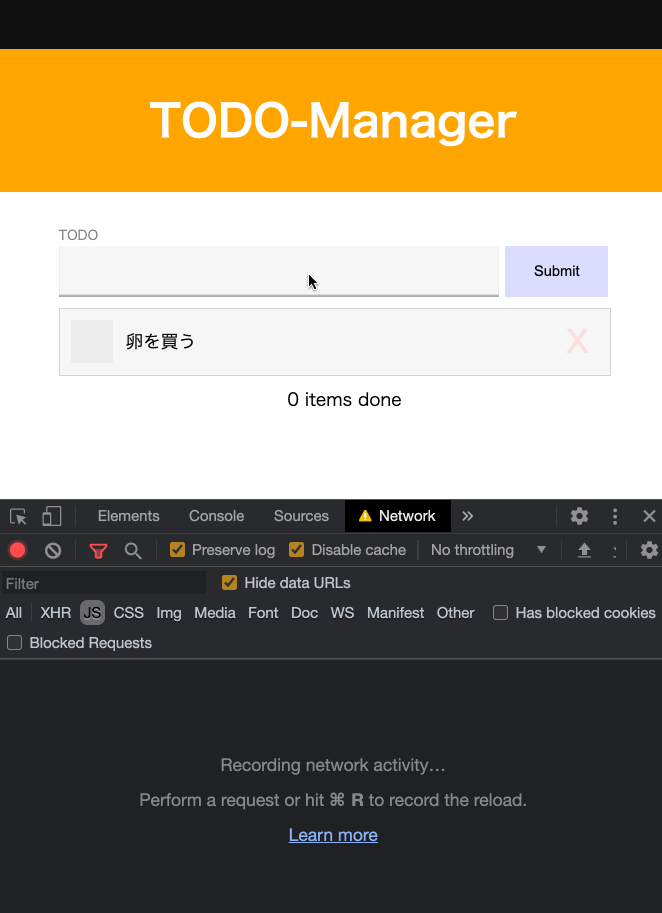 TODO-Manager
TODO
Submit
卵を買う X
0 items done
Elements Console Sources Network
Preserve log Disable cache No throttling
Filter Hide data URLs
All XHR JS CSS Img Media Font Doc WS Manifest Other Has blocked cookies
Blocked Requests
Recording network activity…
Perform a request or hit ⌘ R to record the reload.
Learn more